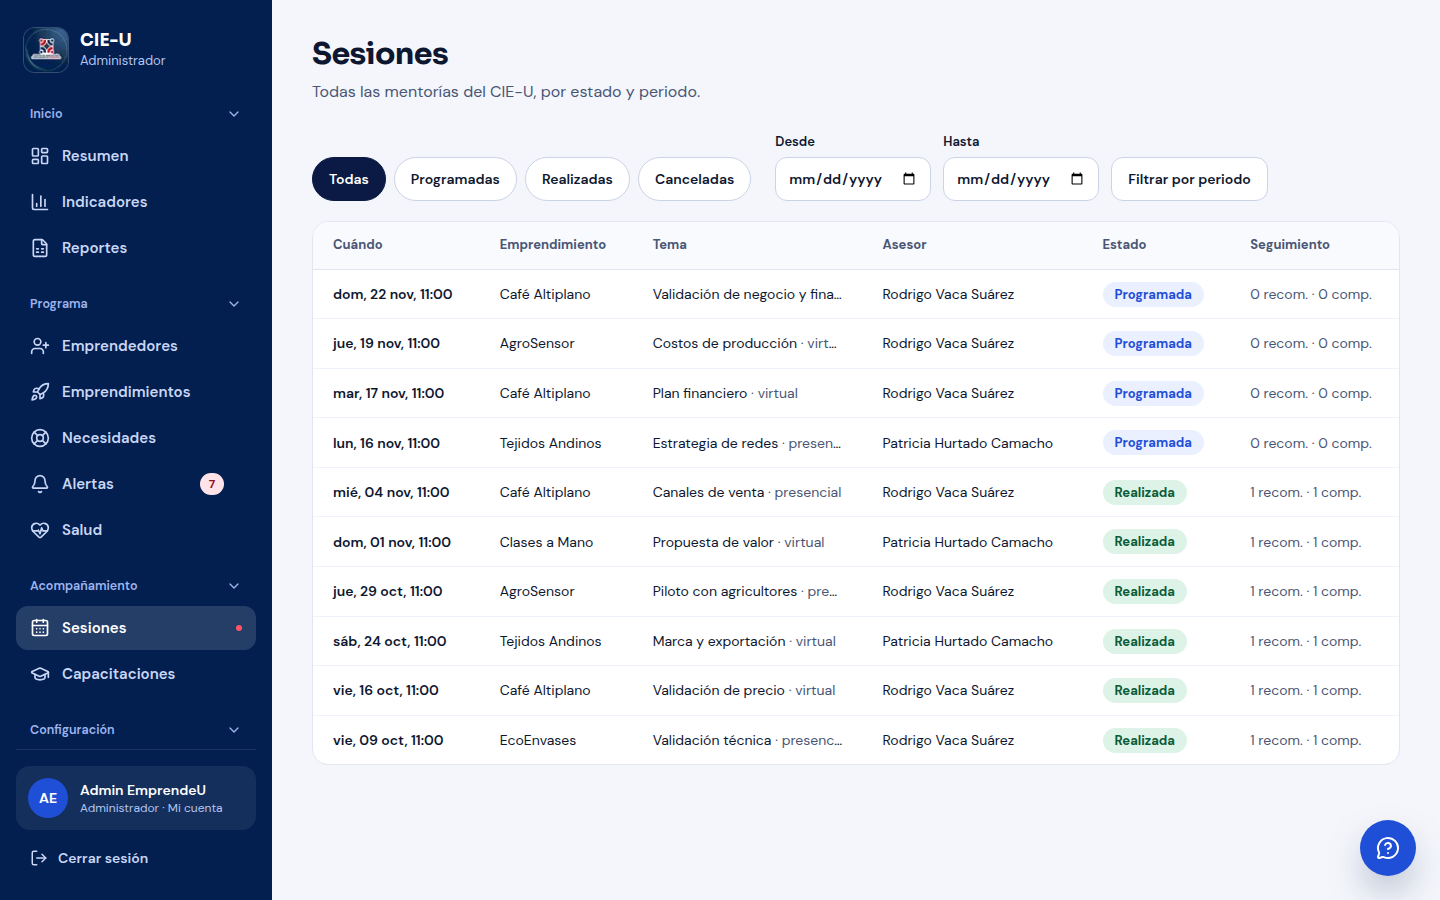 CIE-U
Administrador
Inicio
Resumen
Indicadores
Reportes
Programa
Emprendedores
Emprendimientos
Necesidades
Alertas 7
Salud
Acompañamiento
Sesiones
Capacitaciones
Configuración
AE Admin EmprendeU
Administrador · Mi cuenta
Cerrar sesión
Sesiones
Todas las mentorías del CIE-U, por estado y periodo.
Desde Hasta
Todas Programadas Realizadas Canceladas mm/dd/yyyy mm/dd/yyyy Filtrar por periodo
Cuándo Emprendimiento Tema Asesor Estado Seguimiento
dom, 22 nov, 11:00 Café Altiplano Validación de negocio y fina... Rodrigo Vaca Suárez Programada 0 recom. · 0 comp.
jue, 19 nov, 11:00 AgroSensor Costos de producción · virt... Rodrigo Vaca Suárez Programada 0 recom. · 0 comp.
mar, 17 nov, 11:00 Café Altiplano Plan financiero · virtual Rodrigo Vaca Suárez Programada 0 recom. · 0 comp.
lun, 16 nov, 11:00 Tejidos Andinos Estrategia de redes · presen... Patricia Hurtado Camacho Programada 0 recom. · 0 comp.
mié, 04 nov, 11:00 Café Altiplano Canales de venta · presencial Rodrigo Vaca Suárez Realizada 1 recom. · 1 comp.
dom, 01 nov, 11:00 Clases a Mano Propuesta de valor · virtual Patricia Hurtado Camacho Realizada 1 recom. · 1 comp.
jue, 29 oct, 11:00 AgroSensor Piloto con agricultores · pre... Rodrigo Vaca Suárez Realizada 1 recom. · 1 comp.
sáb, 24 oct, 11:00 Tejidos Andinos Marca y exportación · virtual Patricia Hurtado Camacho Realizada 1 recom. · 1 comp.
vie, 16 oct, 11:00 Café Altiplano Validación de precio · virtual Rodrigo Vaca Suárez Realizada 1 recom. · 1 comp.
vie, 09 oct, 11:00 EcoEnvases Validación técnica · presenc... Rodrigo Vaca Suárez Realizada 1 recom. · 1 comp.